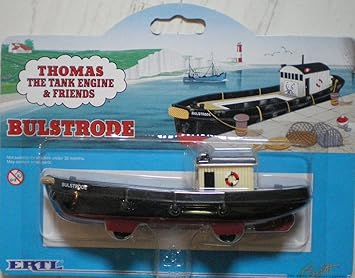 THOMAS
THE TANK ENGINE
& FRIENDS
BULSTRODE
BULSTRODE
Not suitable for children under 36 months.
May contain small parts.
BULSTRODE
ERTL